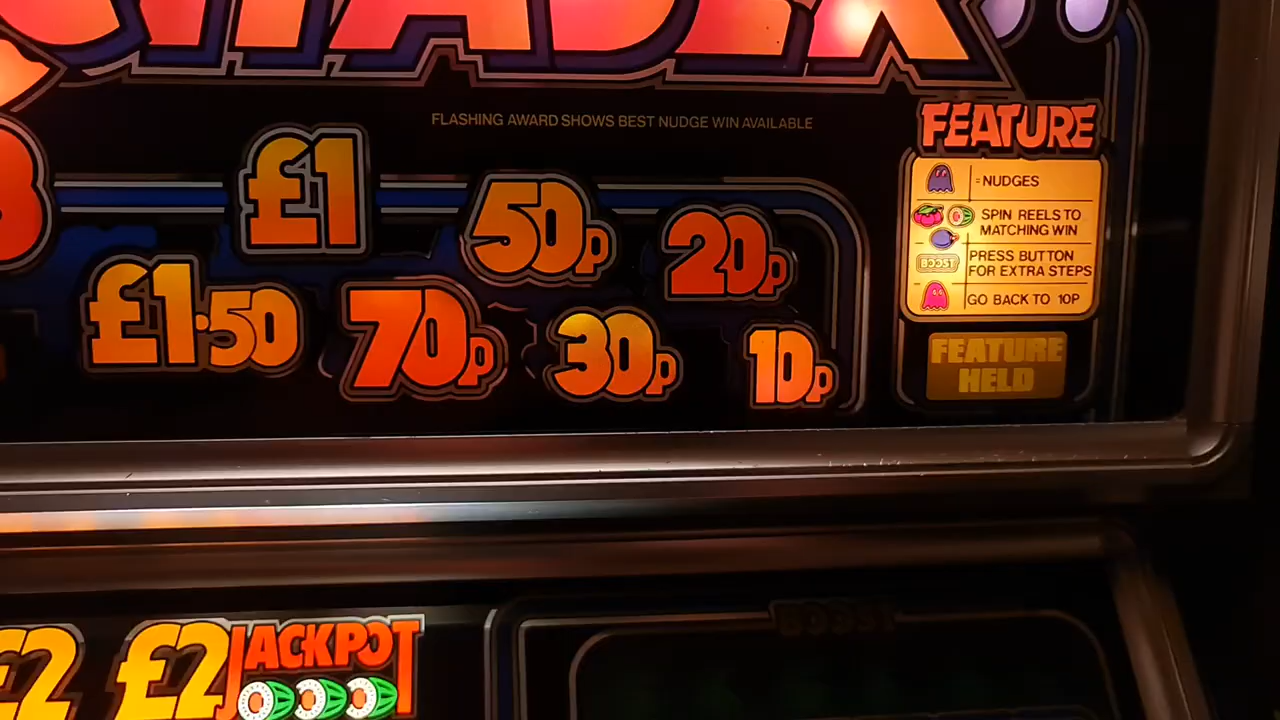 FLASHING AWARD SHOWS BEST NUDGE WIN AVAILABLE
£1
50p
20p
£1·50
70p
30p
10p
FEATURE
= NUDGES
SPIN REELS TO
MATCHING WIN
BOOST
PRESS BUTTON
FOR EXTRA STEPS
GO BACK TO 10P
FEATURE
HELD
£2
£2 JACKPOT
BOOST